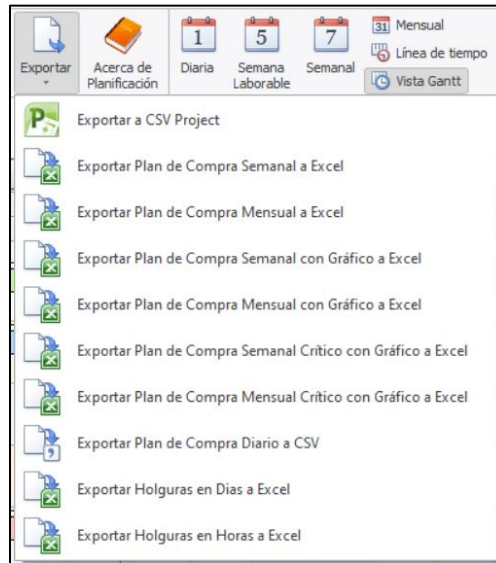 Exportar
Acerca de
Planificación
1
Diaria
5
Semana
Laborable
7
Semanal
31 Mensual
Línea de tiempo
Vista Gantt
Exportar a CSV Project
Exportar Plan de Compra Semanal a Excel
Exportar Plan de Compra Mensual a Excel
Exportar Plan de Compra Semanal con Gráfico a Excel
Exportar Plan de Compra Mensual con Gráfico a Excel
Exportar Plan de Compra Semanal Crítico con Gráfico a Excel
Exportar Plan de Compra Mensual Crítico con Gráfico a Excel
Exportar Plan de Compra Diario a CSV
Exportar Holguras en Dias a Excel
Exportar Holguras en Horas a Excel